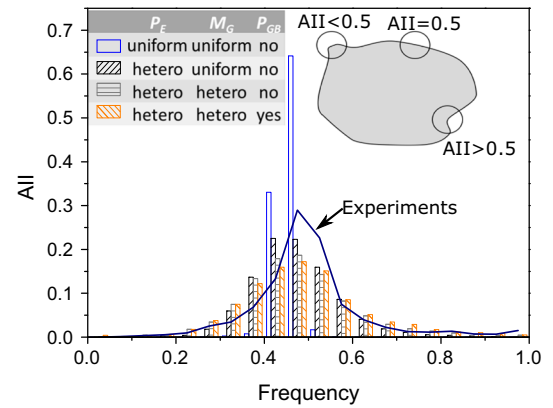 P_E M_G P_GB
uniform uniform no
hetero uniform no
hetero hetero no
hetero hetero yes
AII<0.5
AII=0.5
AII>0.5
Experiments
AII
0.7
0.6
0.5
0.4
0.3
0.2
0.1
0.0
0.0 0.2 0.4 0.6 0.8 1.0
Frequency